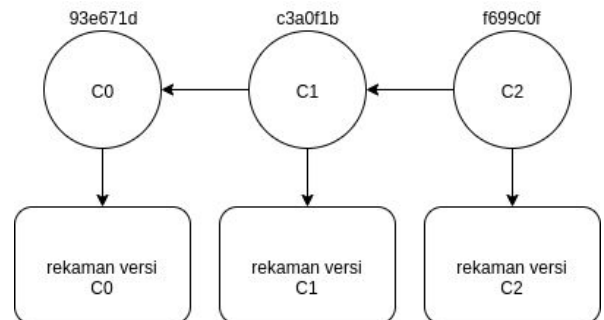 93e671d
c3a0f1b
f699c0f
C0
C1
C2
rekaman versi
C0
rekaman versi
C1
rekaman versi
C2